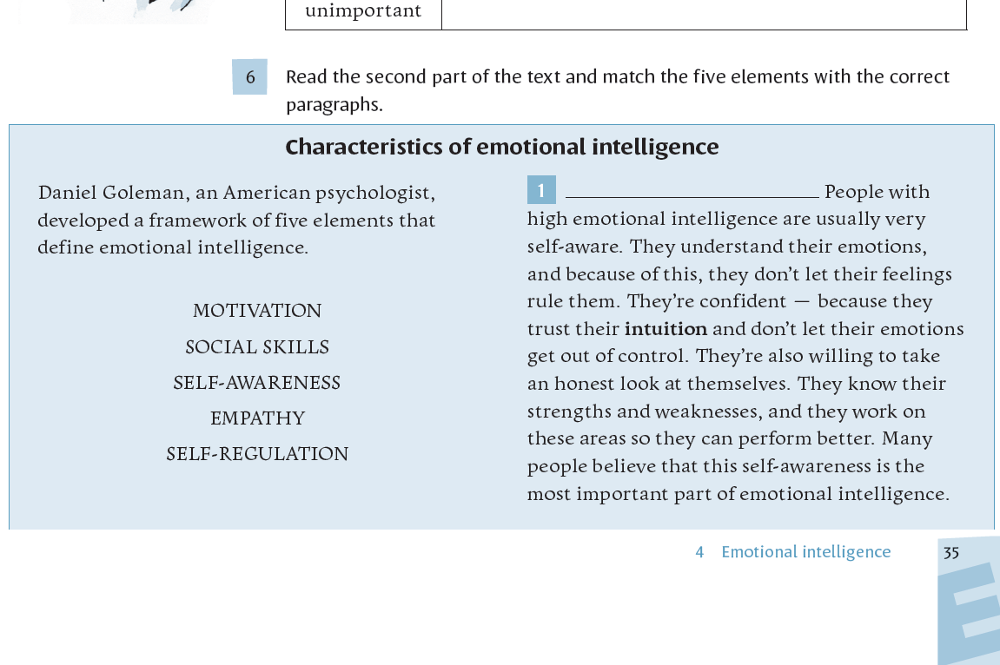 unimportant
6
Read the second part of the text and match the five elements with the correct
paragraphs.
Characteristics of emotional intelligence
Daniel Goleman, an American psychologist,
developed a framework of five elements that
define emotional intelligence.
MOTIVATION
SOCIAL SKILLS
SELF-AWARENESS
EMPATHY
SELF-REGULATION
1 ______________________ People with
high emotional intelligence are usually very
self-aware. They understand their emotions,
and because of this, they don't let their feelings
rule them. They're confident — because they
trust their intuition and don't let their emotions
get out of control. They're also willing to take
an honest look at themselves. They know their
strengths and weaknesses, and they work on
these areas so they can perform better. Many
people believe that this self-awareness is the
most important part of emotional intelligence.
4 Emotional intelligence
35